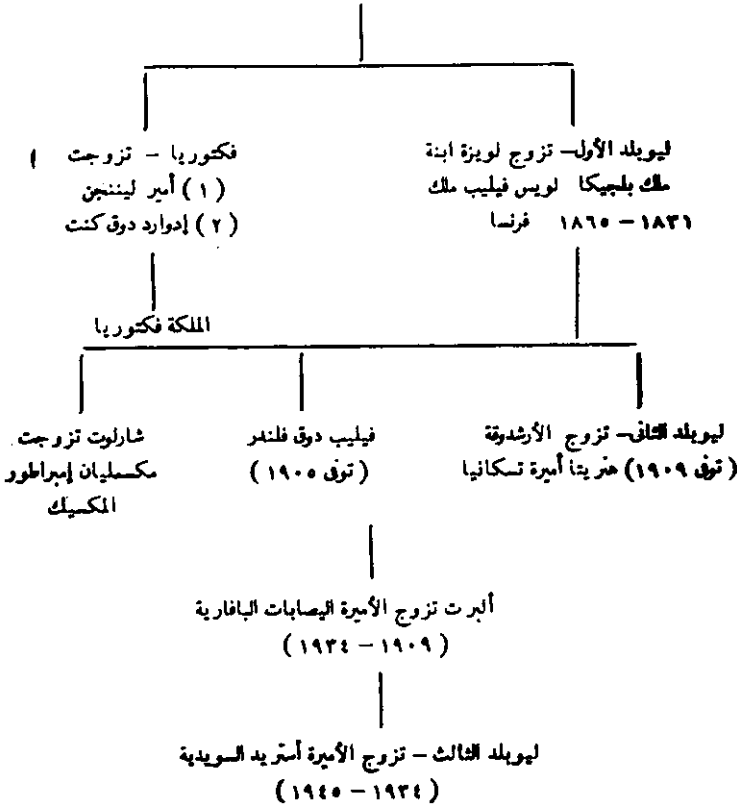 ليوبلد الأول – تزوج لويزة ابنة
ملك بلجيكا لويس فيليب ملك
١٨٣١ – ١٨٦٥ فرنسا
فكتوريا – تزوجت
(١) أمير ليننجن
(٢) إدوارد دوق كنت
الملكة فكتوريا
ليوبلد الثانى – تزوج الأرشدوقة
(توفى ١٩٠٩) هنريتا أميرة تسكانيا
فيليب دوق فلندر
(توفى ١٩٠٥)
شارلوت تزوجت
مكسمليان إمبراطور
المكسيك
ألبرت تزوج الأميرة اليصابات البافارية
(١٩٠٩ – ١٩٣٤)
ليوبلد الثالث – تزوج الأميرة أستريد السويدية
(١٩٣٤ – ١٩٤٥)